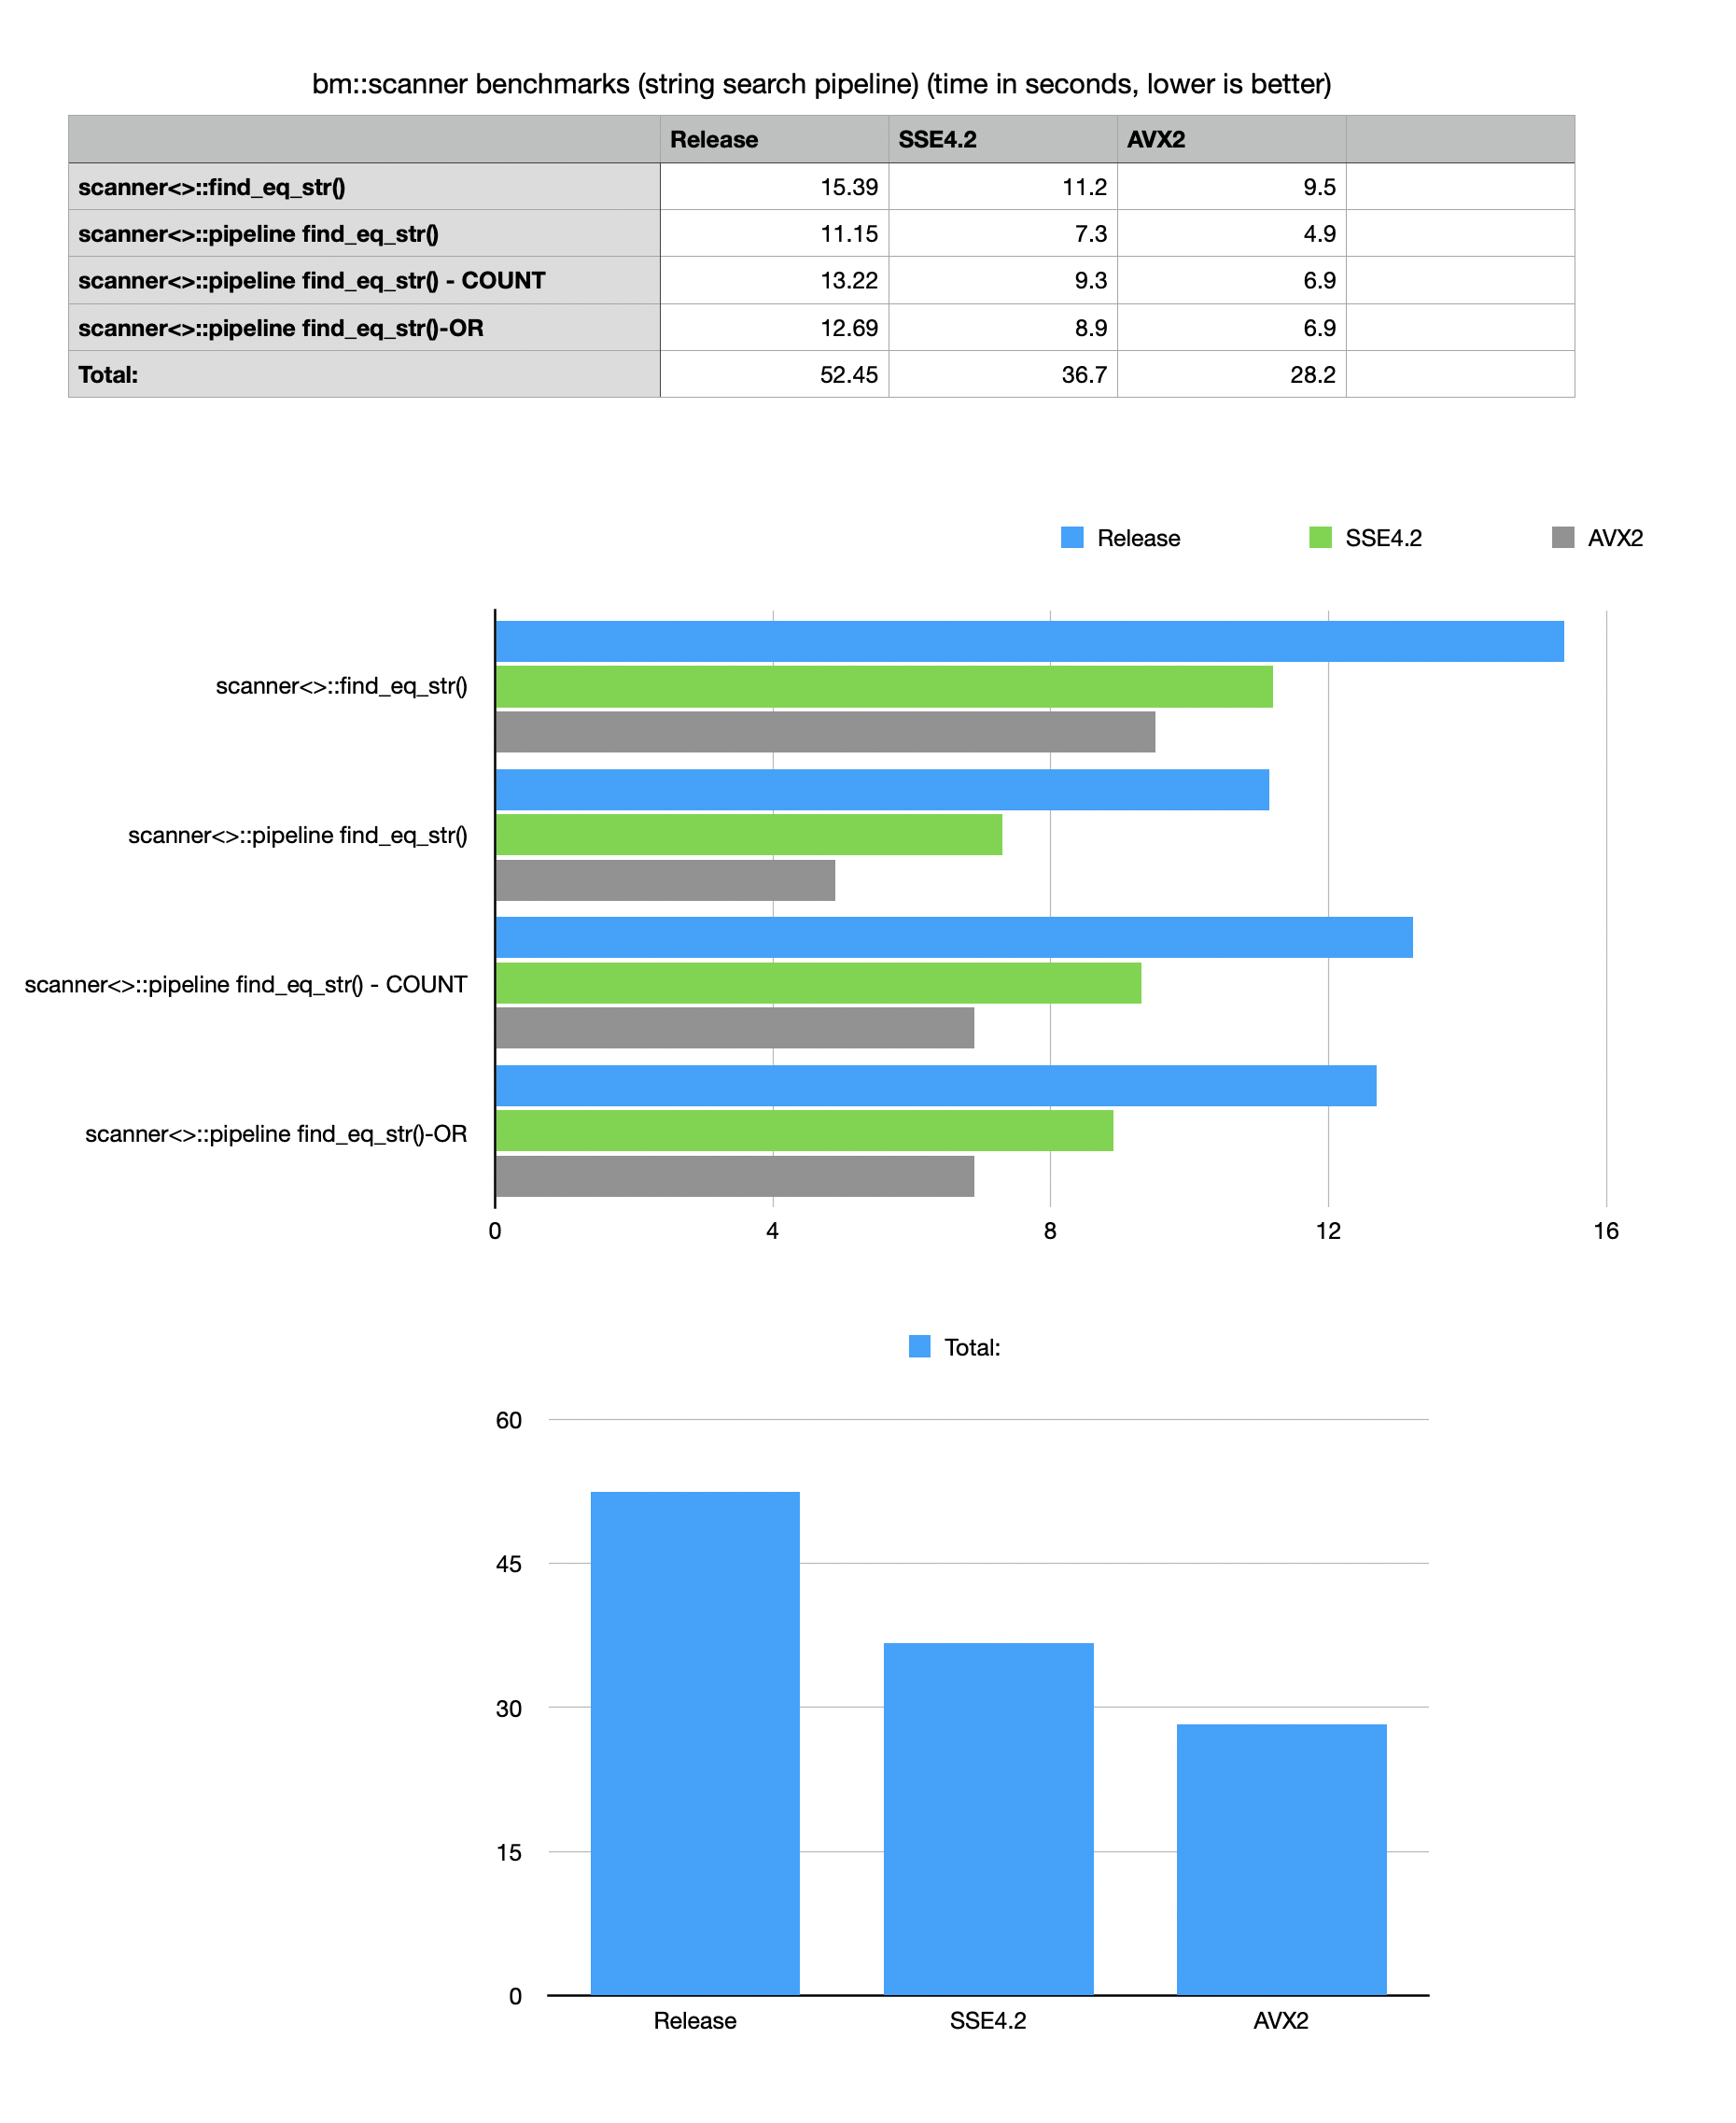 bm::scanner benchmarks (string search pipeline) (time in seconds, lower is better)
Release SSE4.2 AVX2
scanner<>::find_eq_str() 15.39 11.2 9.5
scanner<>::pipeline find_eq_str() 11.15 7.3 4.9
scanner<>::pipeline find_eq_str() - COUNT 13.22 9.3 6.9
scanner<>::pipeline find_eq_str()-OR 12.69 8.9 6.9
Total: 52.45 36.7 28.2
Release SSE4.2 AVX2
scanner<>::find_eq_str()
scanner<>::pipeline find_eq_str()
scanner<>::pipeline find_eq_str() - COUNT
scanner<>::pipeline find_eq_str()-OR
0 4 8 12 16
Total:
60
45
30
15
0
Release SSE4.2 AVX2